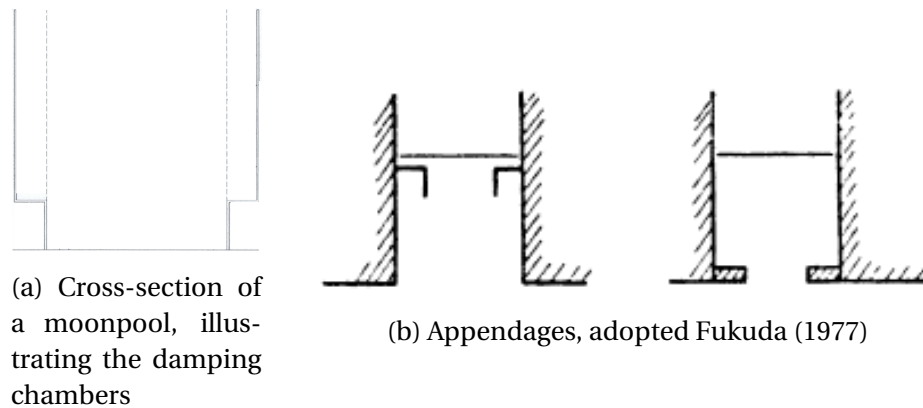 (a) Cross-section of
a moonpool, illus-
trating the damping
chambers
(b) Appendages, adopted Fukuda (1977)